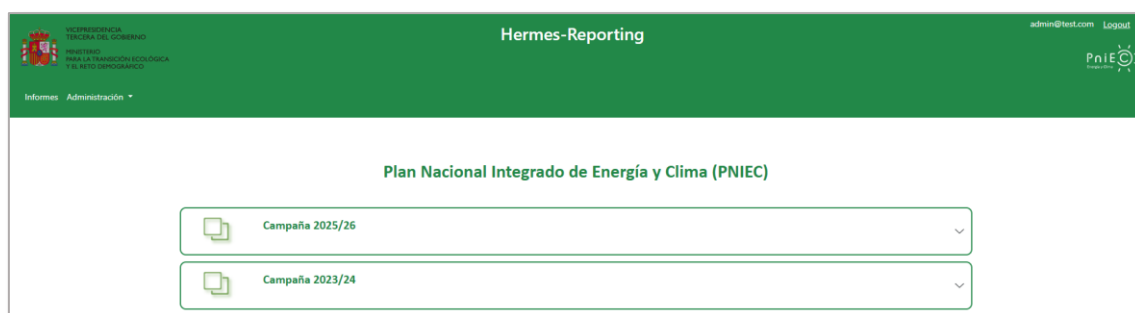 VICEPRESIDENCIA
TERCERA DEL GOBIERNO
MINISTERIO
PARA LA TRANSICIÓN ECOLÓGICA
Y EL RETO DEMOGRÁFICO
Hermes-Reporting
admin@test.com Logout
PniEC
Informes Administración
Plan Nacional Integrado de Energía y Clima (PNIEC)
Campaña 2025/26
Campaña 2023/24